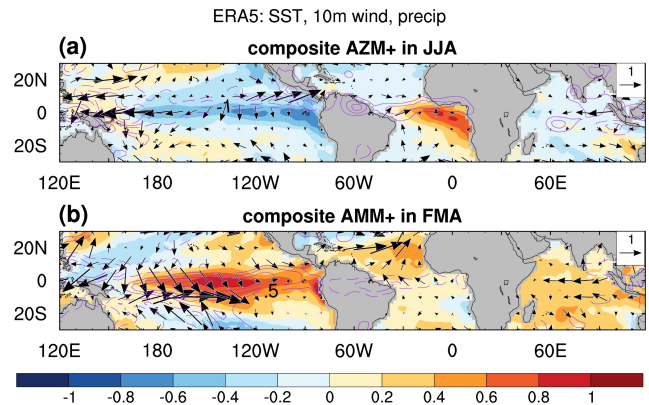 ERA5: SST, 10m wind, precip
(a) composite AZM+ in JJA
20N
0
20S
-1
1
120E 180 120W 60W 0 60E
(b) composite AMM+ in FMA
20N
0
20S
.5
1
120E 180 120W 60W 0 60E
-1 -0.8 -0.6 -0.4 -0.2 0 0.2 0.4 0.6 0.8 1